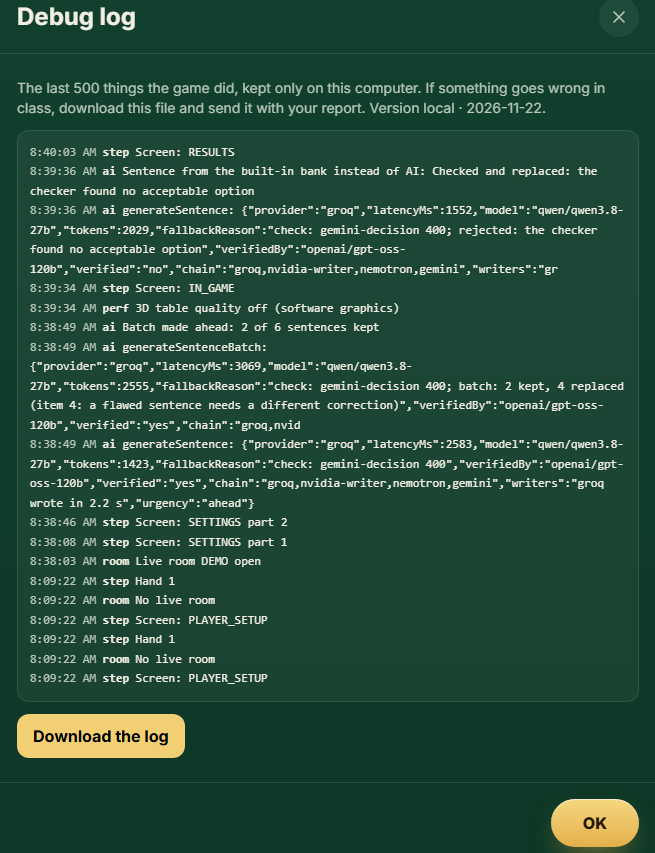 Debug log
The last 500 things the game did, kept only on this computer. If something goes wrong in
class, download this file and send it with your report. Version local · 2026-11-22.
8:40:03 AM step Screen: RESULTS
8:39:36 AM ai Sentence from the built-in bank instead of AI: Checked and replaced: the
checker found no acceptable option
8:39:36 AM ai generateSentence: {"provider":"groq","latencyMs":1552,"model":"qwen/qwen3.8-
27b","tokens":2029,"fallbackReason":"check: gemini-decision 400; rejected: the checker
found no acceptable option","verifiedBy":"openai/gpt-oss-
120b","verified":"no","chain":"groq,nvidia-writer,nemotron,gemini","writers":"gr
8:39:34 AM step Screen: IN_GAME
8:39:34 AM perf 3D table quality off (software graphics)
8:38:49 AM ai Batch made ahead: 2 of 6 sentences kept
8:38:49 AM ai generateSentenceBatch:
{"provider":"groq","latencyMs":3069,"model":"qwen/qwen3.8-
27b","tokens":2555,"fallbackReason":"check: gemini-decision 400; batch: 2 kept, 4 replaced
(item 4: a flawed sentence needs a different correction)","verifiedBy":"openai/gpt-oss-
120b","verified":"yes","chain":"groq,nvid
8:38:49 AM ai generateSentence: {"provider":"groq","latencyMs":2583,"model":"qwen/qwen3.8-
27b","tokens":1423,"fallbackReason":"check: gemini-decision 400","verifiedBy":"openai/gpt-
oss-120b","verified":"yes","chain":"groq,nvidia-writer,nemotron,gemini","writers":"groq
wrote in 2.2 s","urgency":"ahead"}
8:38:46 AM step Screen: SETTINGS part 2
8:38:08 AM step Screen: SETTINGS part 1
8:38:03 AM room Live room DEMO open
8:09:22 AM step Hand 1
8:09:22 AM room No live room
8:09:22 AM step Screen: PLAYER_SETUP
8:09:22 AM step Hand 1
8:09:22 AM room No live room
8:09:22 AM step Screen: PLAYER_SETUP
Download the log
OK